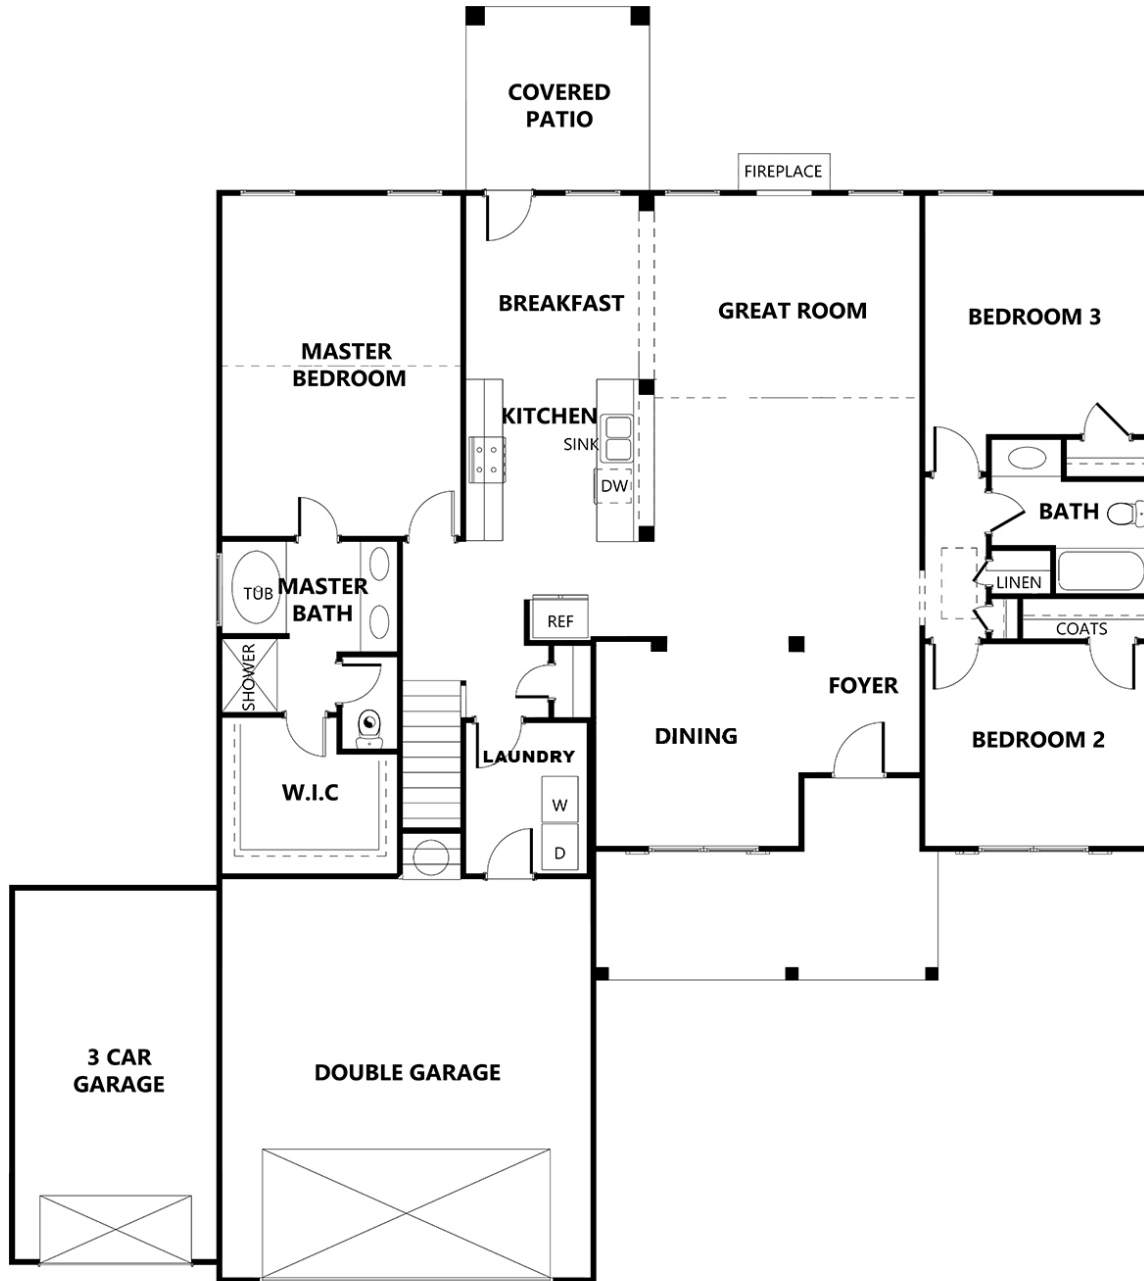 COVERED
PATIO
FIREPLACE
BREAKFAST
GREAT ROOM
BEDROOM 3
MASTER
BEDROOM
KITCHEN
SINK
DW
BATH
TUB
MASTER
BATH
LINEN
REF
COATS
SHOWER
FOYER
DINING
BEDROOM 2
LAUNDRY
W.I.C
W
D
3 CAR
GARAGE
DOUBLE GARAGE